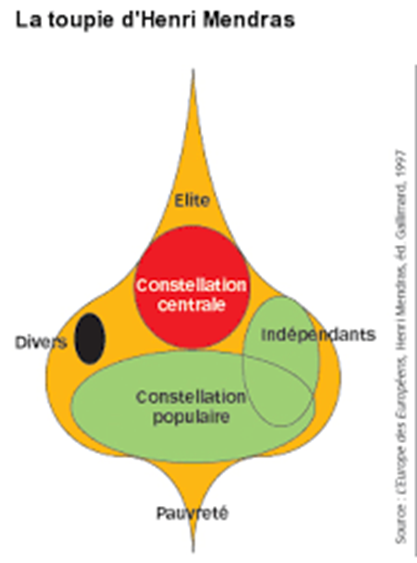 La toupie d'Henri Mendras
Elite
Constellation
centrale
Divers
Indépendants
Constellation
populaire
Pauvreté
Source : L'Europe des Européens, Henri Mendras, éd. Gallimard, 1997